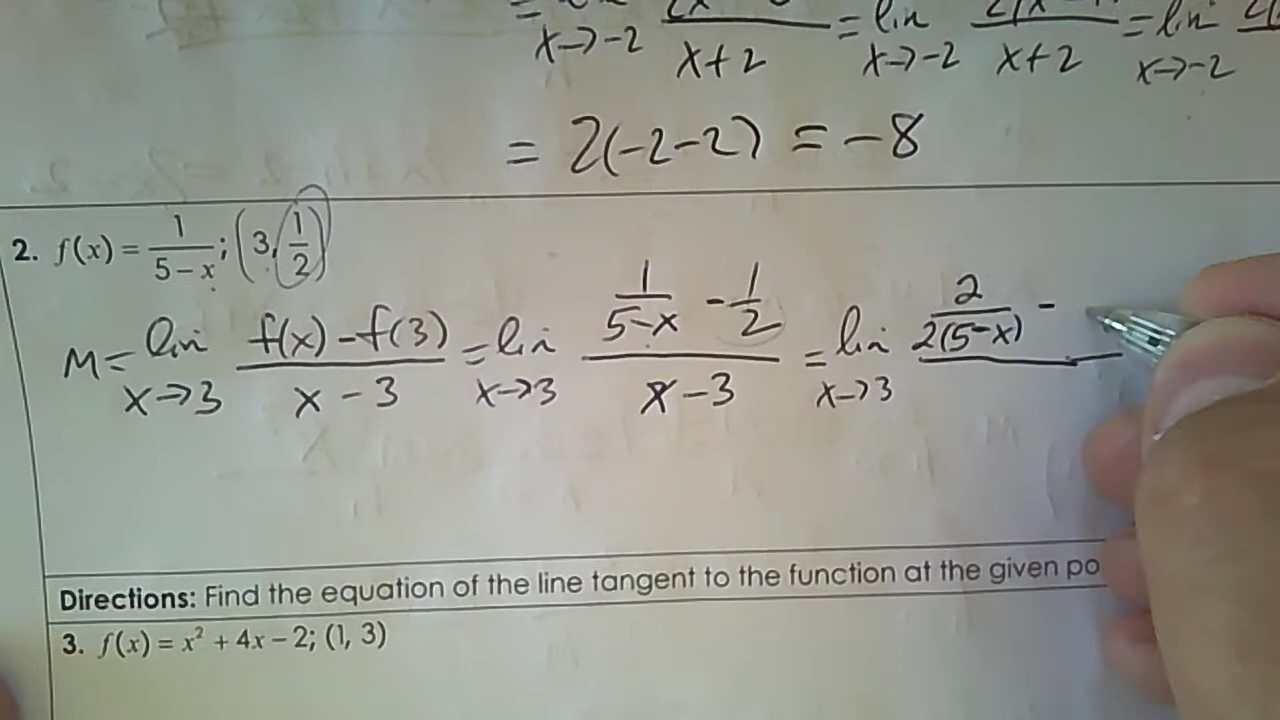 x→-2 x+2 = lim x→-2 x+2 = lim x→-2
= 2(-2-2) = -8
2. f(x) = 1/(5-x); (3, 1/2)
M = lim x→3 (f(x) - f(3))/(x-3) = lim x→3 (1/(5-x) - 1/2)/(x-3) = lim x→3 2/(2(5-x)) -
Directions: Find the equation of the line tangent to the function at the given po
3. f(x) = x² + 4x - 2; (1, 3)